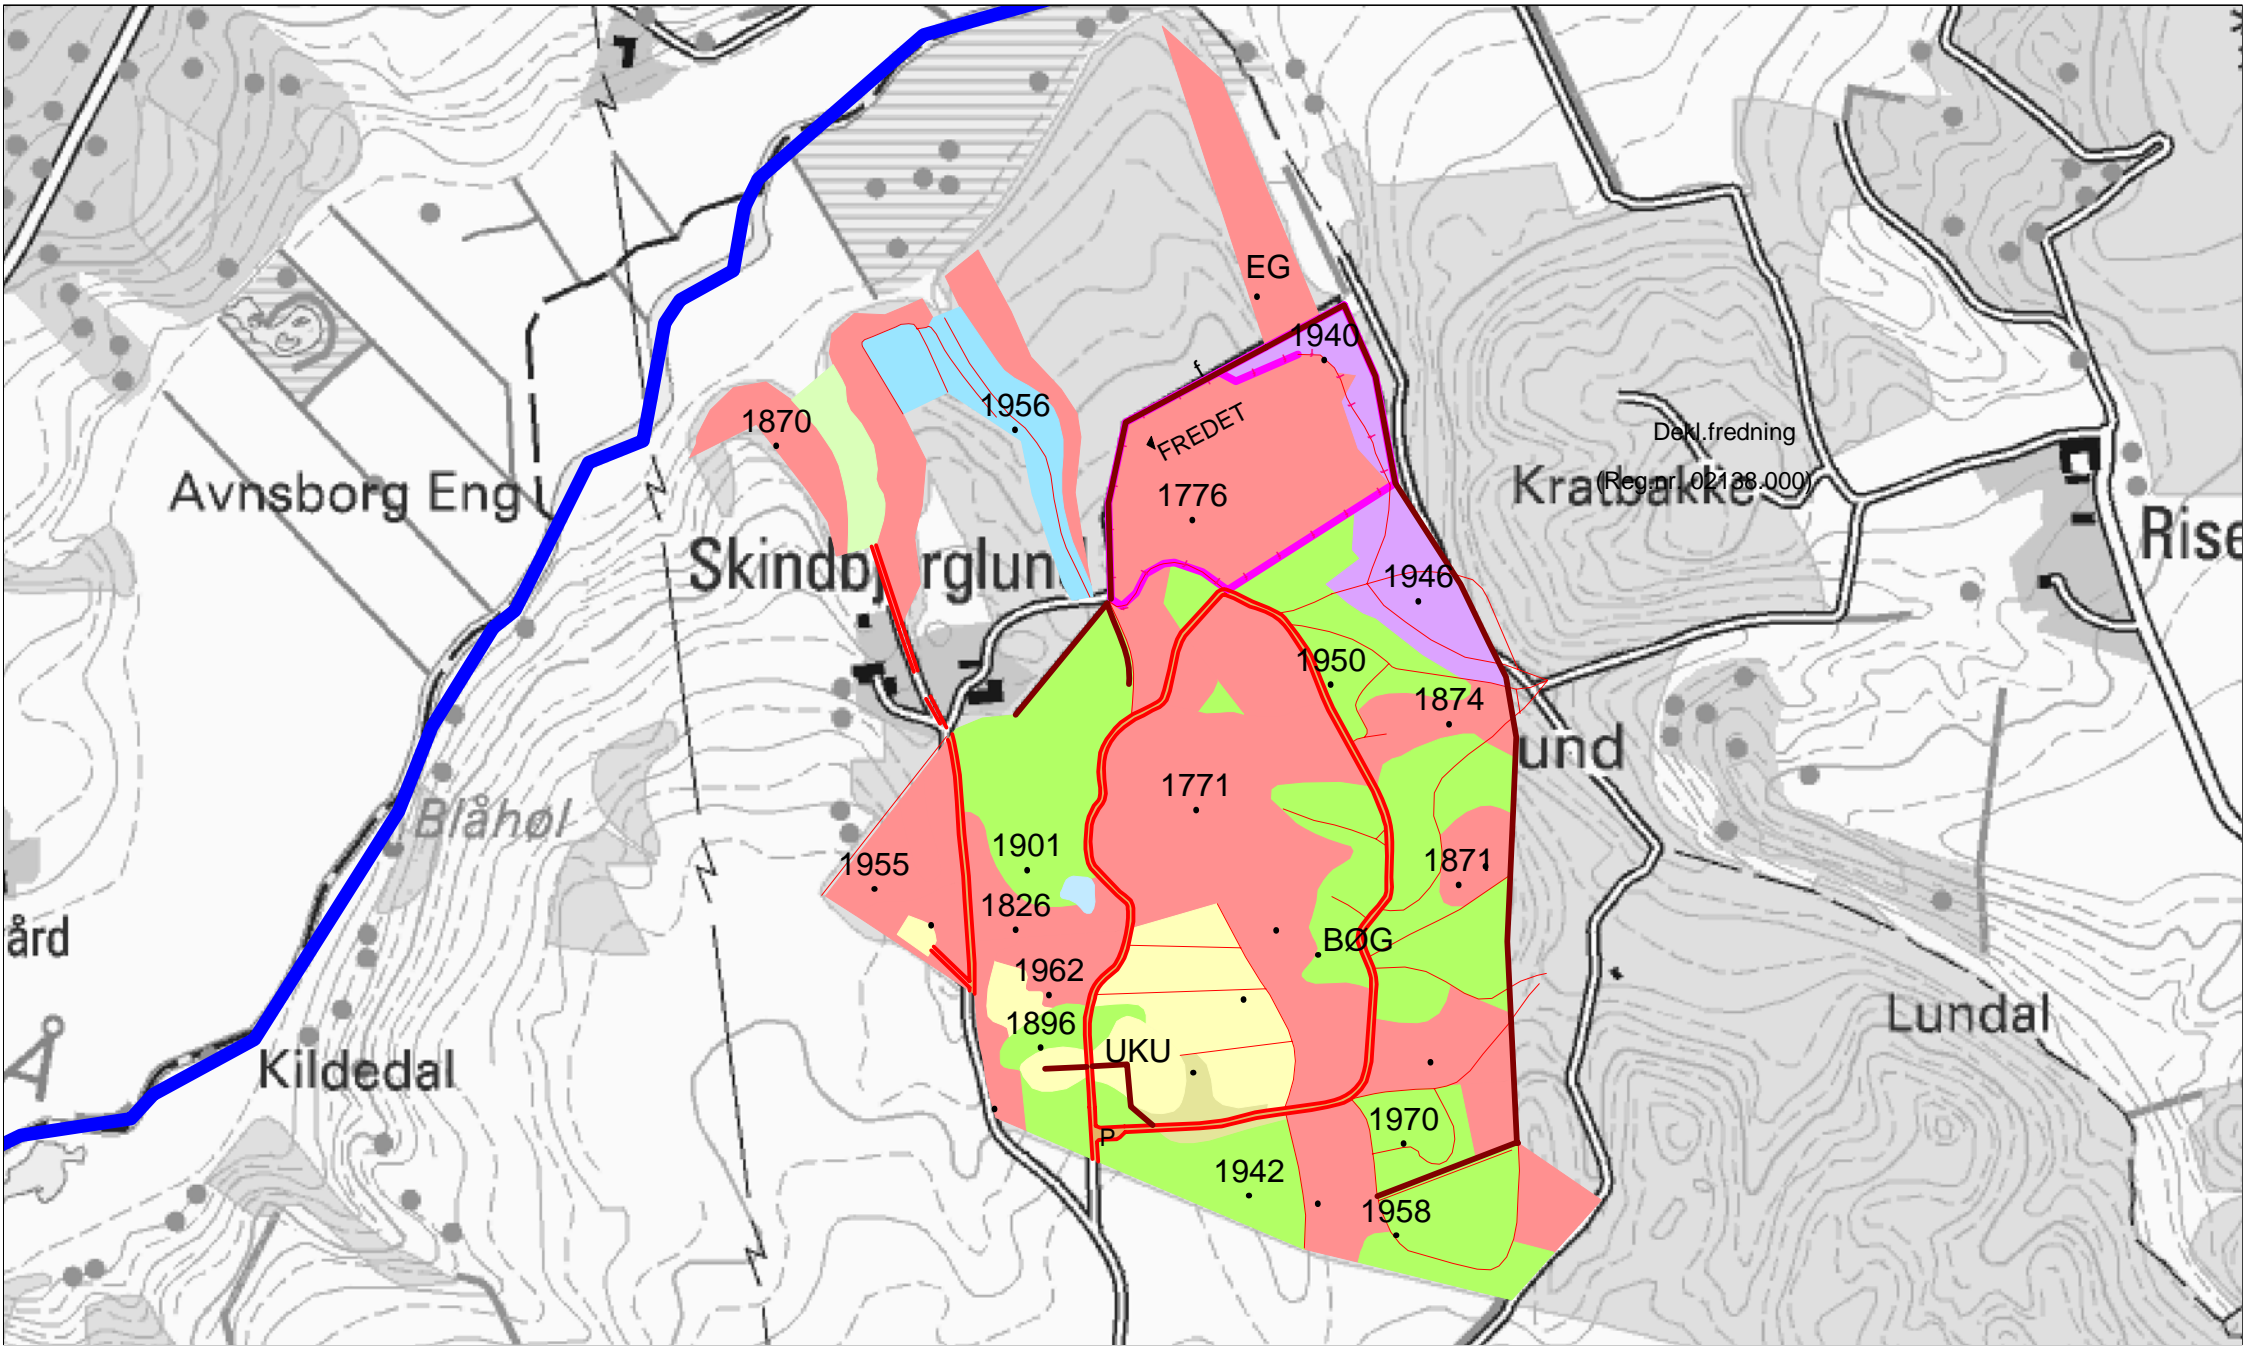 EG
1940
f
1956
1870
FREDET
Dekl.fredning
Kratbakke
(Reg.nr. 02138.000)
Avnsborg Eng
1776
Rise
Skindbjerglund
1946
1950
1874
und
1771
Blåhøl
1901
1955
1871
1826
BØG
ård
1962
Lundal
1896
UKU
Kildedal
Å
1970
P
1942
1958